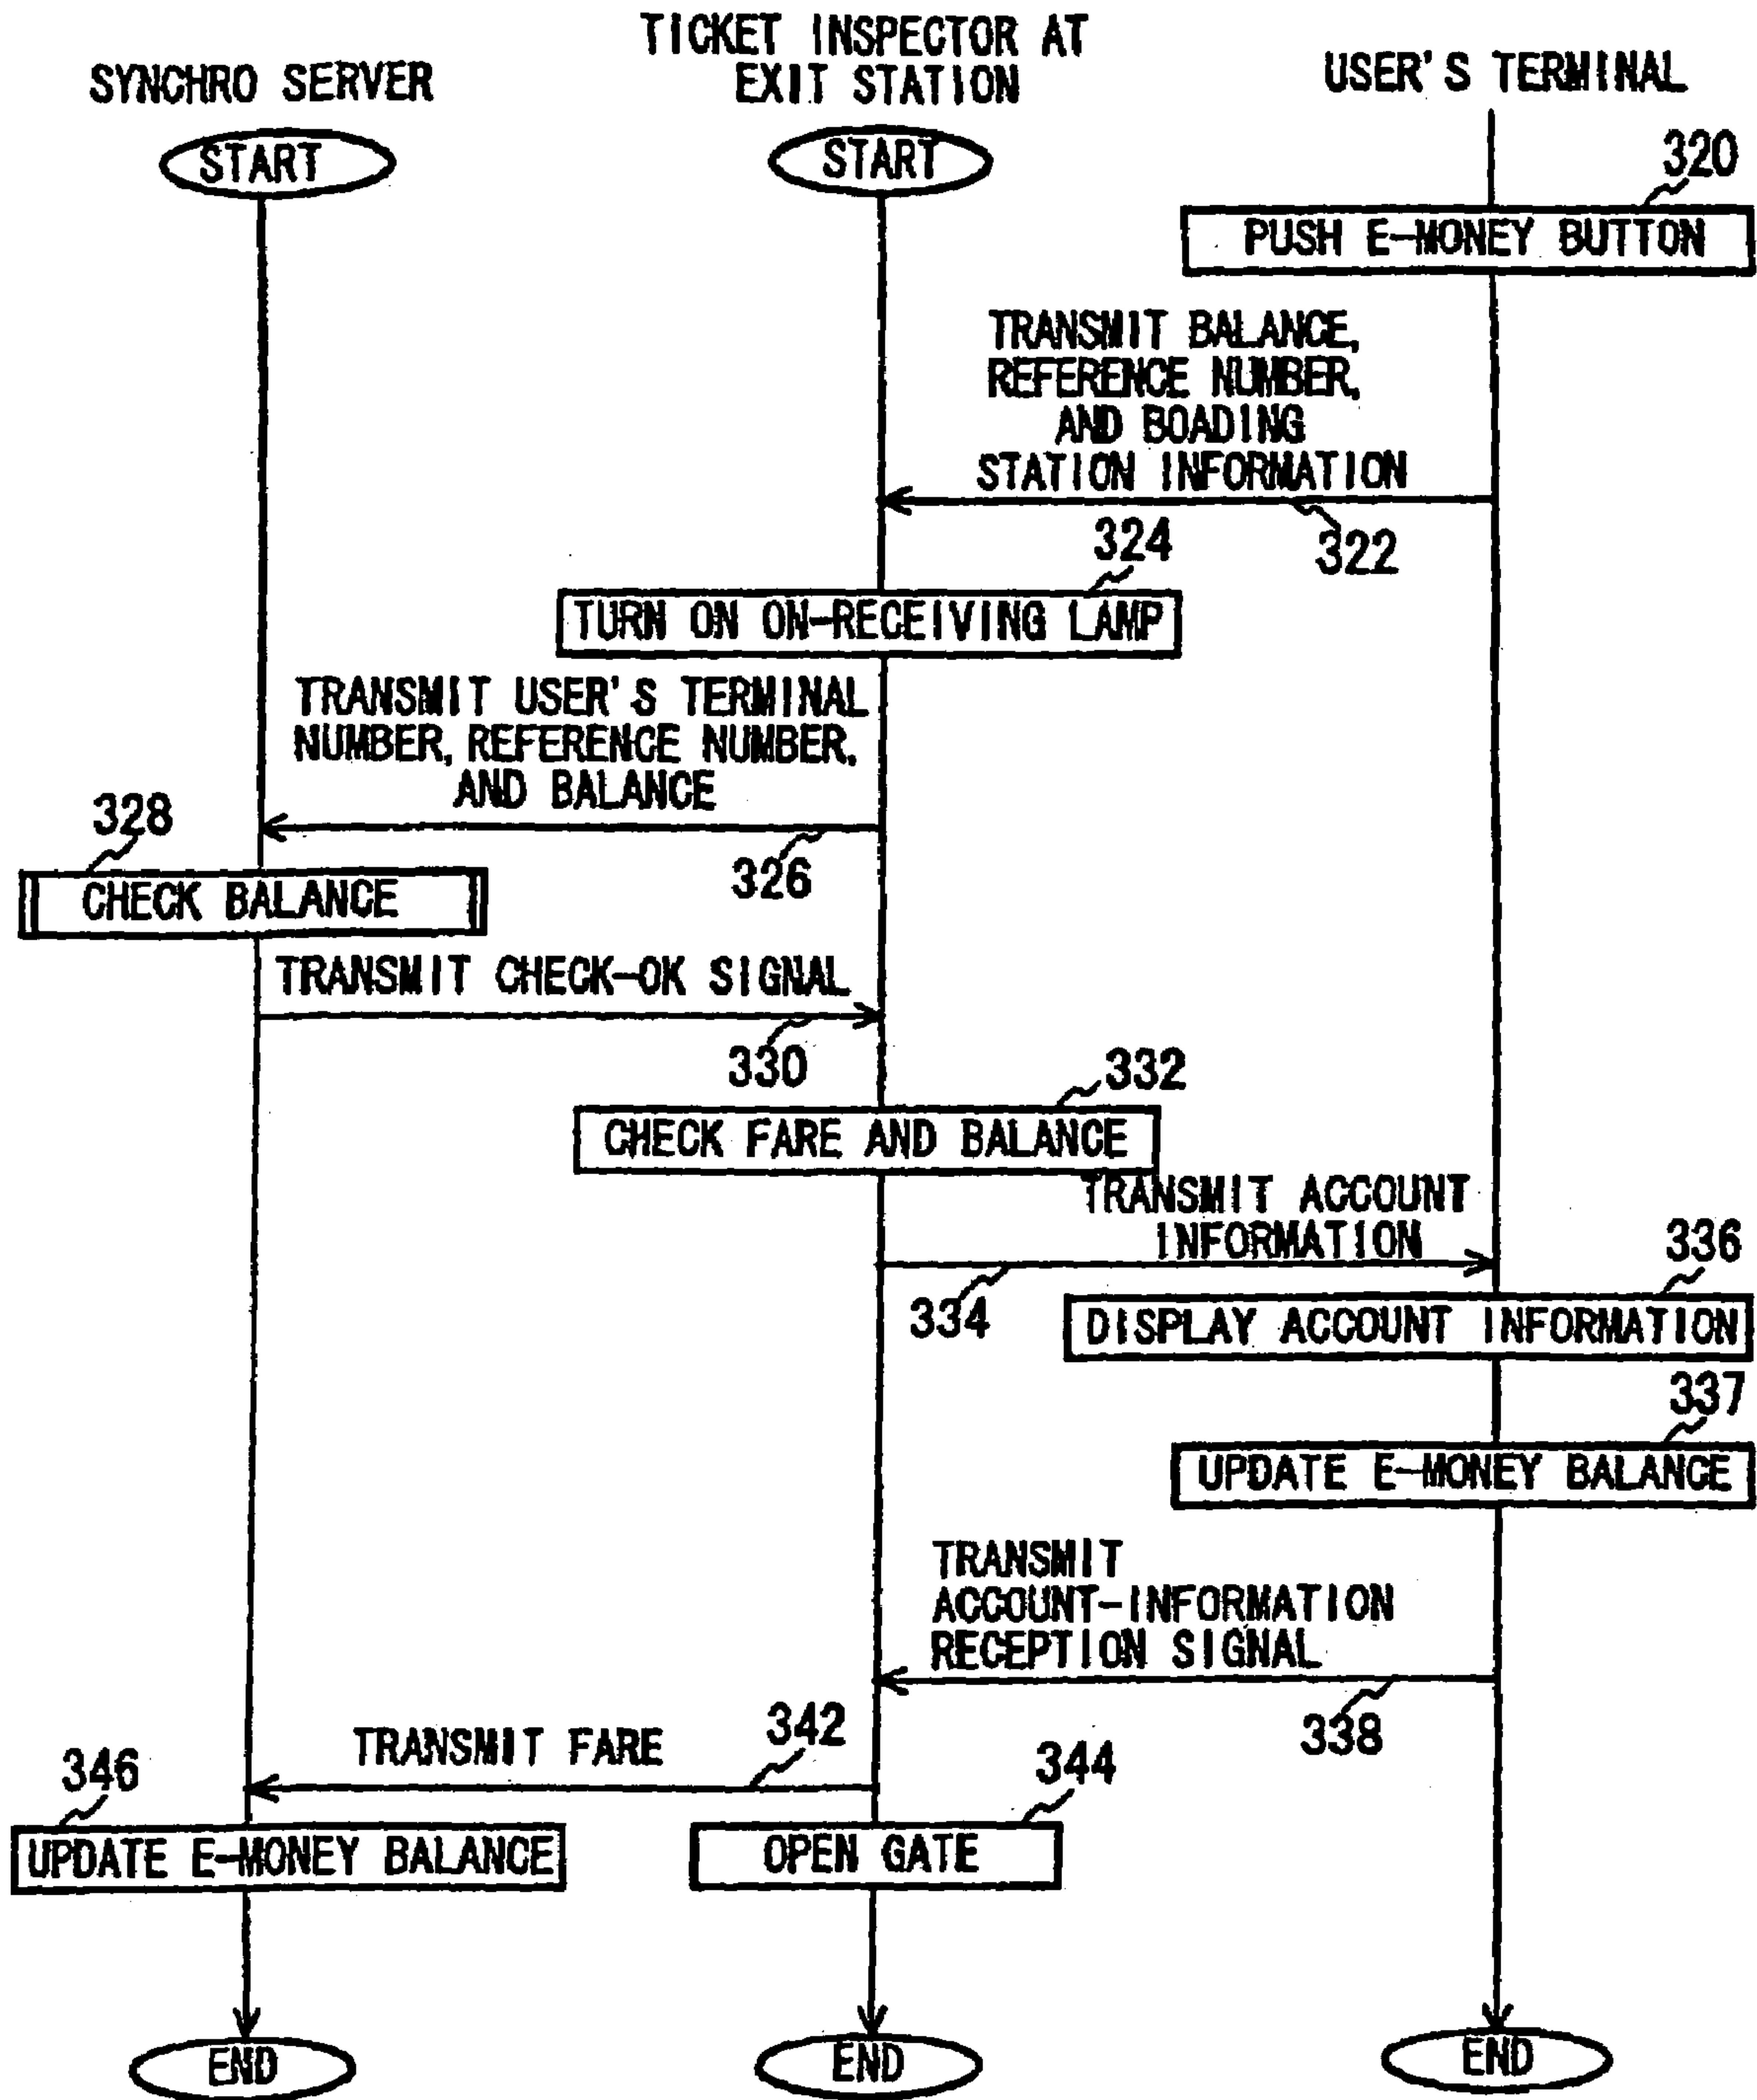 SYNCHRO SERVER
TICKET INSPECTOR AT
EXIT STATION
USER'S TERMINAL
START
START
320
PUSH E-MONEY BUTTON
TRANSMIT BALANCE,
REFERENCE NUMBER,
AND BOADING
STATION INFORMATION
322
324
TURN ON ON-RECEIVING LAMP
TRANSMIT USER'S TERMINAL
NUMBER, REFERENCE NUMBER,
AND BALANCE
326
328
CHECK BALANCE
TRANSMIT CHECK-OK SIGNAL
330
332
CHECK FARE AND BALANCE
TRANSMIT ACCOUNT
INFORMATION
334
336
DISPLAY ACCOUNT INFORMATION
337
UPDATE E-MONEY BALANCE
TRANSMIT
ACCOUNT-INFORMATION
RECEPTION SIGNAL
338
TRANSMIT FARE
342
344
346
UPDATE E-MONEY BALANCE
OPEN GATE
END
END
END